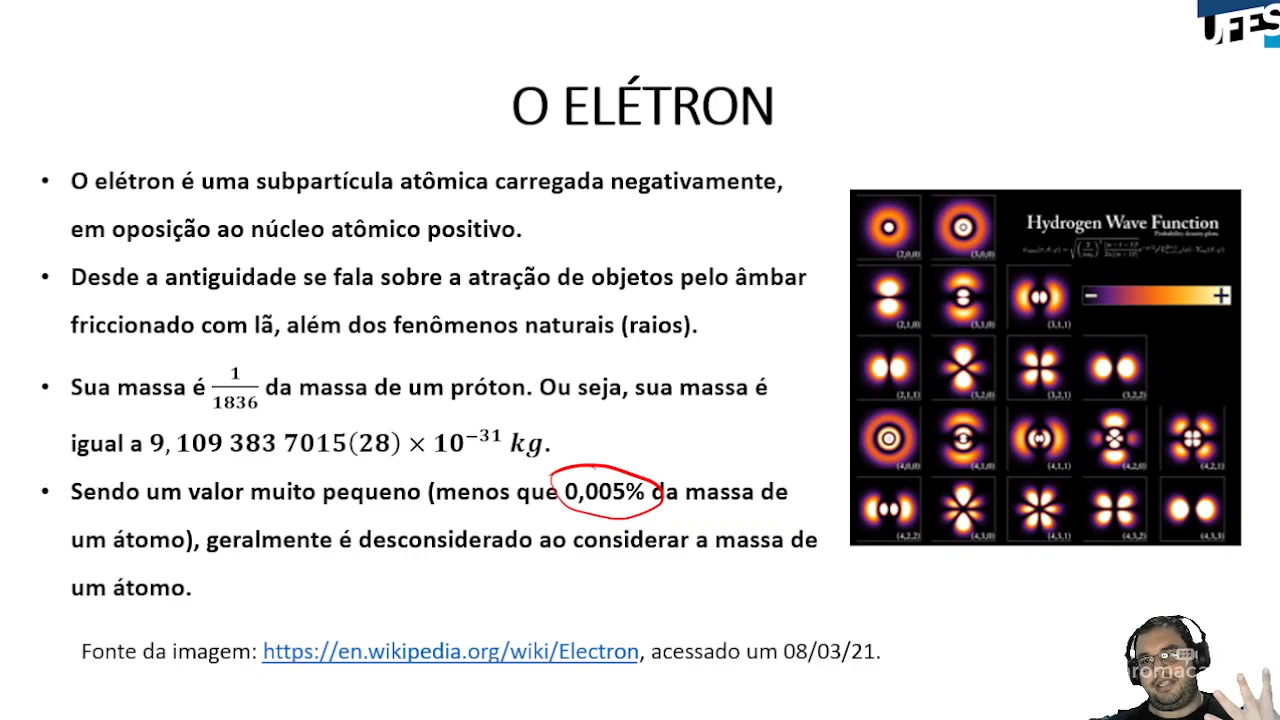 UFES
O ELÉTRON
• O elétron é uma subpartícula atômica carregada negativamente,
em oposição ao núcleo atômico positivo.
• Desde a antiguidade se fala sobre a atração de objetos pelo âmbar
friccionado com lã, além dos fenômenos naturais (raios).
• Sua massa é 1/1836 da massa de um próton. Ou seja, sua massa é
igual a 9,109 383 7015(28) × 10⁻³¹ kg.
• Sendo um valor muito pequeno (menos que 0,005% da massa de
um átomo), geralmente é desconsiderado ao considerar a massa de
um átomo.
Hydrogen Wave Function
Probability density plots.
− +
(2,0,0) (3,0,0)
(2,1,0) (3,1,0) (3,1,1)
(2,1,1) (3,2,0) (3,2,1) (3,2,2)
(4,0,0) (4,1,0) (4,1,1) (4,2,0) (4,2,1)
(4,2,2) (4,3,0) (4,3,1) (4,3,2) (4,3,3)
Fonte da imagem: https://en.wikipedia.org/wiki/Electron, acessado um 08/03/21.